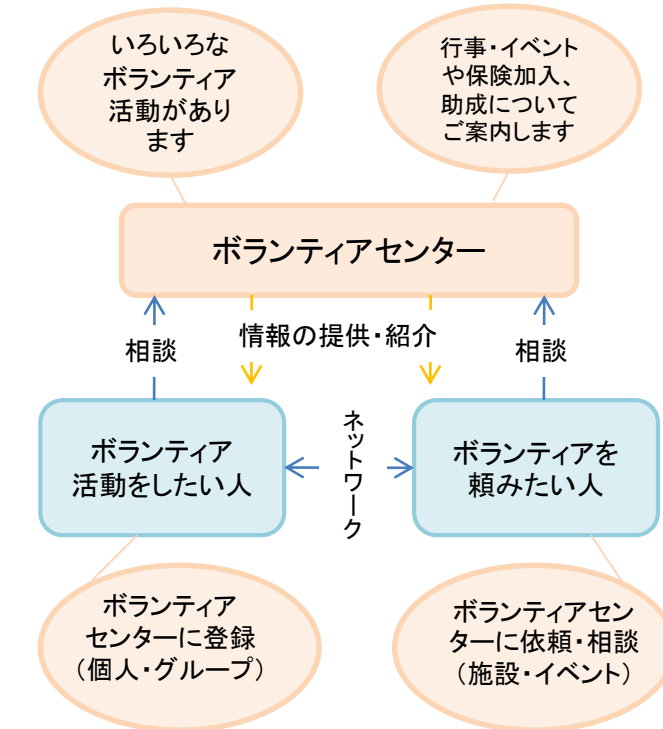 いろいろな
ボランティア
活動があり
ます
行事・イベント
や保険加入、
助成について
ご案内します
ボランティアセンター
相談
情報の提供・紹介
相談
ボランティア
活動をしたい人
ネットワーク
ボランティアを
頼みたい人
ボランティア
センターに登録
（個人・グループ）
ボランティアセン
ターに依頼・相談
（施設・イベント）